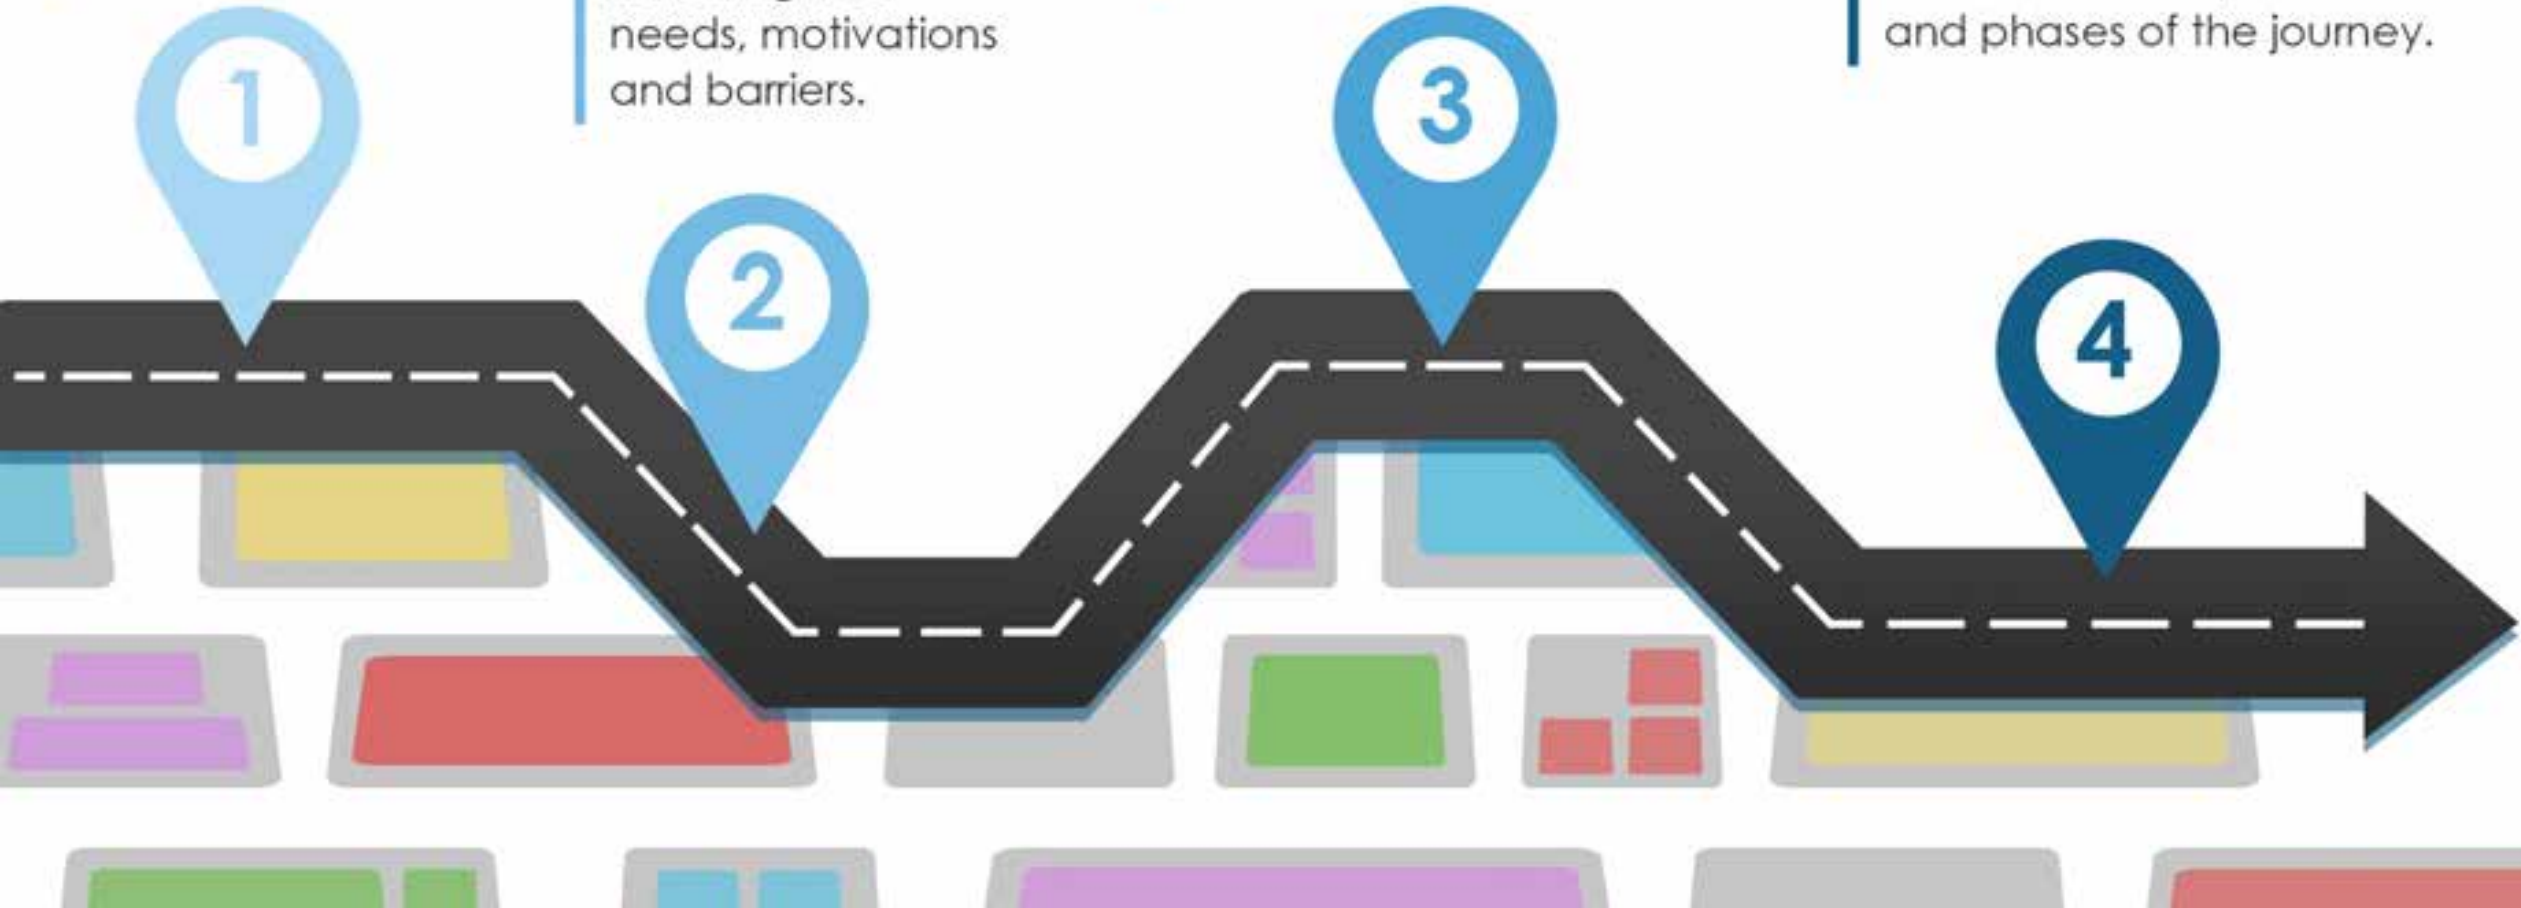 needs, motivations
and barriers.
and phases of the journey.
1
2
3
4